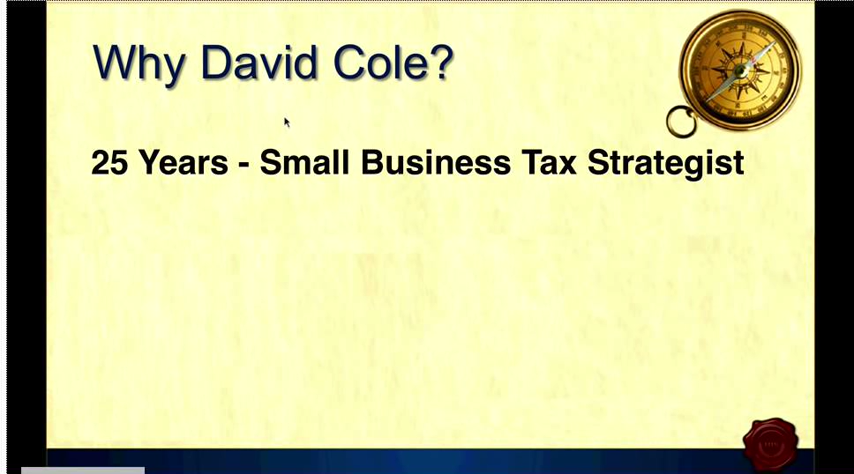 Why David Cole?
25 Years - Small Business Tax Strategist